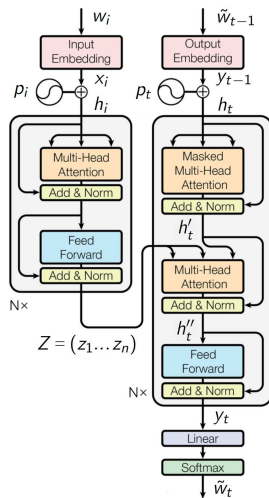 w_i
Input
Embedding
x_i
p_i
h_i
Multi-Head
Attention
Add & Norm
Feed
Forward
Add & Norm
N×
Z = (z_1 ... z_n)
w̃_{t−1}
Output
Embedding
y_{t−1}
p_t
h_t
Masked
Multi-Head
Attention
Add & Norm
h'_t
Multi-Head
Attention
Add & Norm
h''_t
Feed
Forward
Add & Norm
N×
y_t
Linear
Softmax
w̃_t